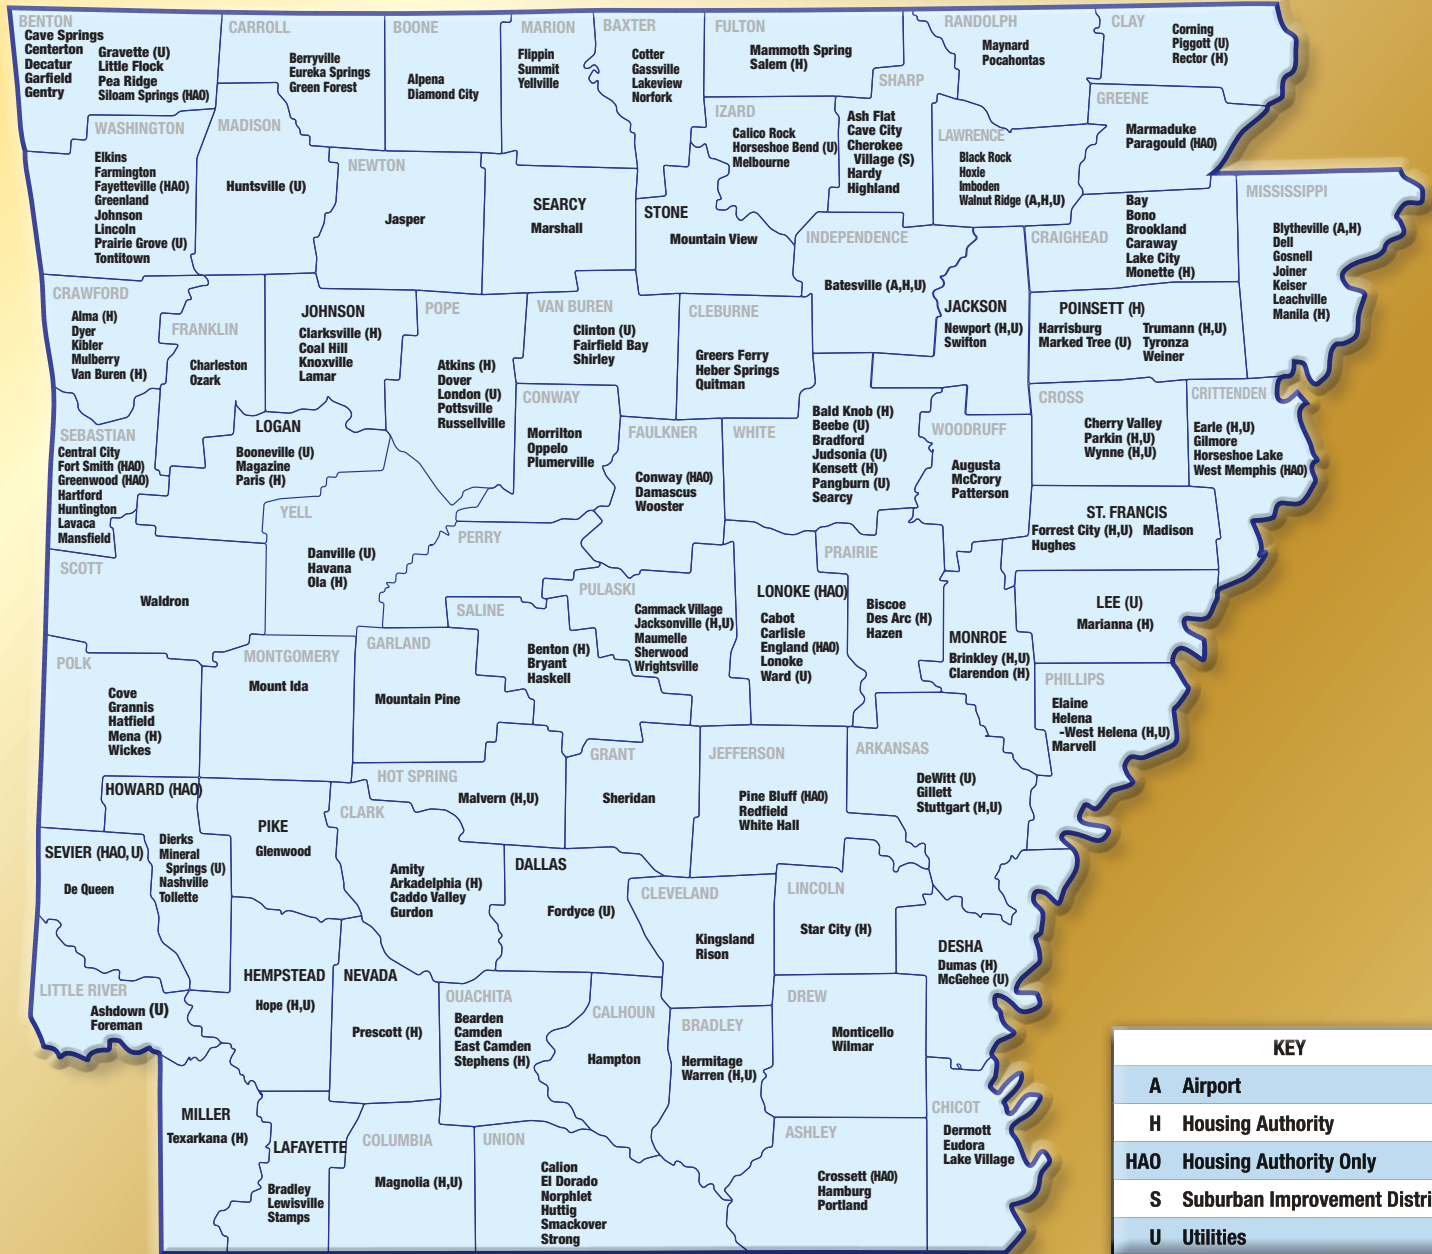 BENTON
Cave Springs
Centerton
Decatur
Garfield
Gentry
Gravette (U)
Little Flock
Pea Ridge
Siloam Springs (HAO)
CARROLL
Berryville
Eureka Springs
Green Forest
BOONE
Alpena
Diamond City
MARION
Flippin
Summit
Yellville
BAXTER
Cotter
Gassville
Lakeview
Norfork
FULTON
Mammoth Spring
Salem (H)
SHARP
Ash Flat
Cave City
Cherokee
Village (S)
Hardy
Highland
RANDOLPH
Maynard
Pocahontas
CLAY
Corning
Piggott (U)
Rector (H)
GREENE
Marmaduke
Paragould (HAO)
WASHINGTON
Elkins
Farmington
Fayetteville (HAO)
Greenland
Johnson
Lincoln
Prairie Grove (U)
Tontitown
MADISON
Huntsville (U)
NEWTON
Jasper
SEARCY
Marshall
STONE
Mountain View
IZARD
Calico Rock
Horseshoe Bend (U)
Melbourne
LAWRENCE
Black Rock
Hoxie
Imboden
Walnut Ridge (A,H,U)
INDEPENDENCE
Batesville (A,H,U)
CRAIGHEAD
Bay
Bono
Brookland
Caraway
Lake City
Monette (H)
MISSISSIPPI
Blytheville (A,H)
Dell
Gosnell
Joiner
Keiser
Leachville
Manila (H)
CRAWFORD
Alma (H)
Dyer
Kibler
Mulberry
Van Buren (H)
FRANKLIN
Charleston
Ozark
JOHNSON
Clarksville (H)
Coal Hill
Knoxville
Lamar
POPE
Atkins (H)
Dover
London (U)
Pottsville
Russellville
VAN BUREN
Clinton (U)
Fairfield Bay
Shirley
CLEBURNE
Greers Ferry
Heber Springs
Quitman
JACKSON
Newport (H,U)
Swifton
POINSETT (H)
Harrisburg
Marked Tree (U)
Trumann (H,U)
Tyronza
Weiner
SEBASTIAN
Central City
Fort Smith (HAO)
Greenwood (HAO)
Hartford
Huntington
Lavaca
Mansfield
LOGAN
Booneville (U)
Magazine
Paris (H)
CONWAY
Morrilton
Oppelo
Plumerville
FAULKNER
Conway (HAO)
Damascus
Wooster
WHITE
Bald Knob (H)
Beebe (U)
Bradford
Judsonia (U)
Kensett (H)
Pangburn (U)
Searcy
WOODRUFF
Augusta
McCrory
Patterson
CROSS
Cherry Valley
Parkin (H,U)
Wynne (H,U)
CRITTENDEN
Earle (H,U)
Gilmore
Horseshoe Lake
West Memphis (HAO)
ST. FRANCIS
Forrest City (H,U) Madison
Hughes
YELL
Danville (U)
Havana
Ola (H)
PERRY
SCOTT
Waldron
PULASKI
Cammack Village
Jacksonville (H,U)
Maumelle
Sherwood
Wrightsville
LONOKE (HAO)
Cabot
Carlisle
England (HAO)
Lonoke
Ward (U)
PRAIRIE
Biscoe
Des Arc (H)
Hazen
MONROE
Brinkley (H,U)
Clarendon (H)
LEE (U)
Marianna (H)
PHILLIPS
Elaine
Helena
-West Helena (H,U)
Marvell
POLK
Cove
Grannis
Hatfield
Mena (H)
Wickes
MONTGOMERY
Mount Ida
GARLAND
Mountain Pine
SALINE
Benton (H)
Bryant
Haskell
HOT SPRING
Malvern (H,U)
GRANT
Sheridan
JEFFERSON
Pine Bluff (HAO)
Redfield
White Hall
ARKANSAS
DeWitt (U)
Gillett
Stuttgart (H,U)
HOWARD (HAO)
Dierks
Mineral
Springs (U)
Nashville
Tollette
SEVIER (HAO, U)
De Queen
PIKE
Glenwood
CLARK
Amity
Arkadelphia (H)
Caddo Valley
Gurdon
DALLAS
Fordyce (U)
CLEVELAND
Kingsland
Rison
LINCOLN
Star City (H)
DESHA
Dumas (H)
McGehee (U)
LITTLE RIVER
Ashdown (U)
Foreman
HEMPSTEAD
Hope (H,U)
NEVADA
Prescott (H)
OUACHITA
Bearden
Camden
East Camden
Stephens (H)
CALHOUN
Hampton
BRADLEY
Hermitage
Warren (H,U)
DREW
Monticello
Wilmar
MILLER
Texarkana (H)
LAFAYETTE
Bradley
Lewisville
Stamps
COLUMBIA
Magnolia (H,U)
UNION
Calion
El Dorado
Norphlet
Huttig
Smackover
Strong
ASHLEY
Crossett (HAO)
Hamburg
Portland
CHICOT
Dermott
Eudora
Lake Village
KEY
A Airport
H Housing Authority
HAO Housing Authority Only
S Suburban Improvement Distri
U Utilities